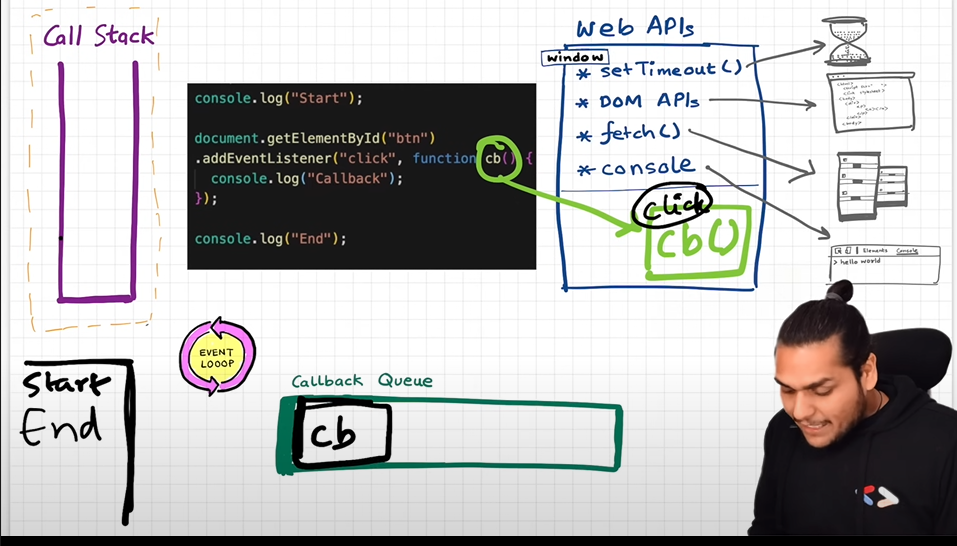 Call Stack
console.log("Start");
document.getElementById("btn")
.addEventListener("click", function cb() {
console.log("Callback");
});
console.log("End");
Web APIs
window
* setTimeout()
* DOM APIs
* fetch()
* console
click
cb()
Elements Console
> hello world
Start
End
EVENT
LOOOP
Callback Queue
cb